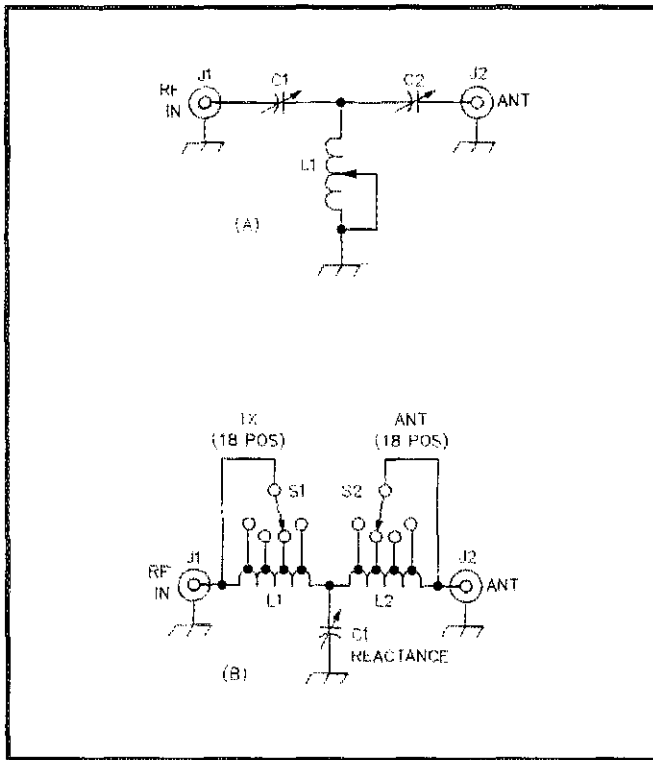 J1 C1 C2 J2
RF IN
ANT
L1
(A)
TX (18 POS)
ANT (18 POS)
S1 S2
J1 J2
RF IN
L1 L2
ANT
C1
REACTANCE
(B)